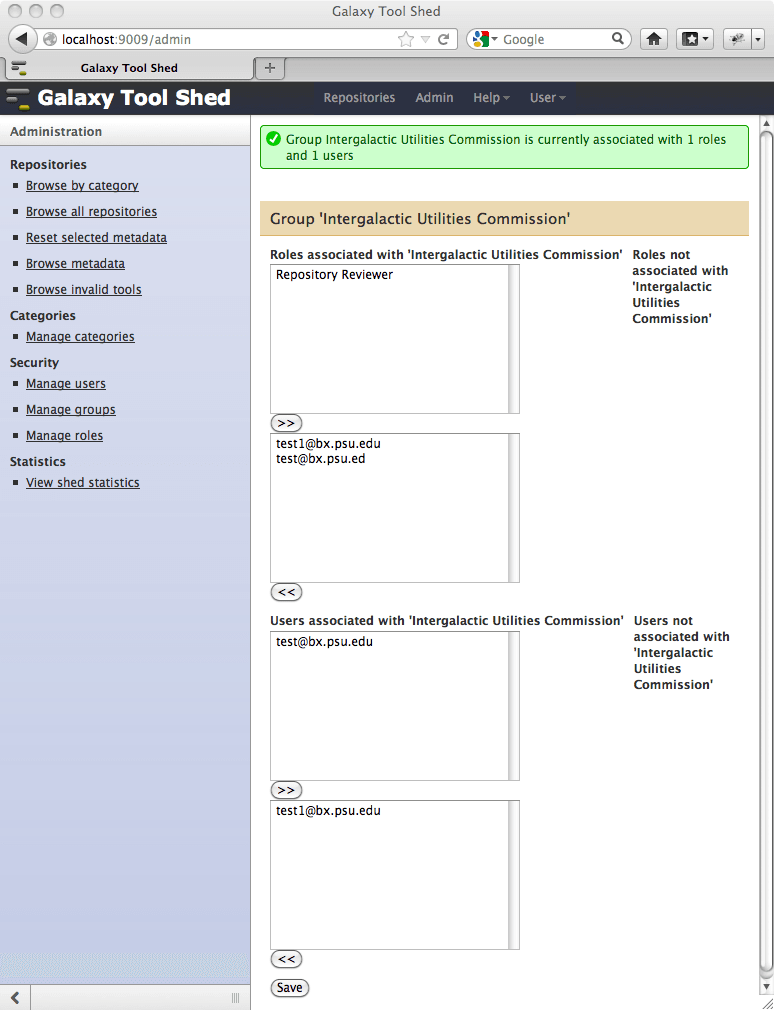 Galaxy Tool Shed
localhost:9009/admin
Google
Galaxy Tool Shed
Galaxy Tool Shed
Repositories Admin Help User
Administration
Repositories
Browse by category
Browse all repositories
Reset selected metadata
Browse metadata
Browse invalid tools
Categories
Manage categories
Security
Manage users
Manage groups
Manage roles
Statistics
View shed statistics
Group Intergalactic Utilities Commission is currently associated with 1 roles
and 1 users
Group 'Intergalactic Utilities Commission'
Roles associated with 'Intergalactic Utilities Commission'
Repository Reviewer
>>
Roles not
associated with
'Intergalactic
Utilities
Commission'
test1@bx.psu.edu
test@bx.psu.ed
<<
Users associated with 'Intergalactic Utilities Commission'
test@bx.psu.edu
>>
Users not
associated with
'Intergalactic
Utilities
Commission'
test1@bx.psu.edu
<<
Save